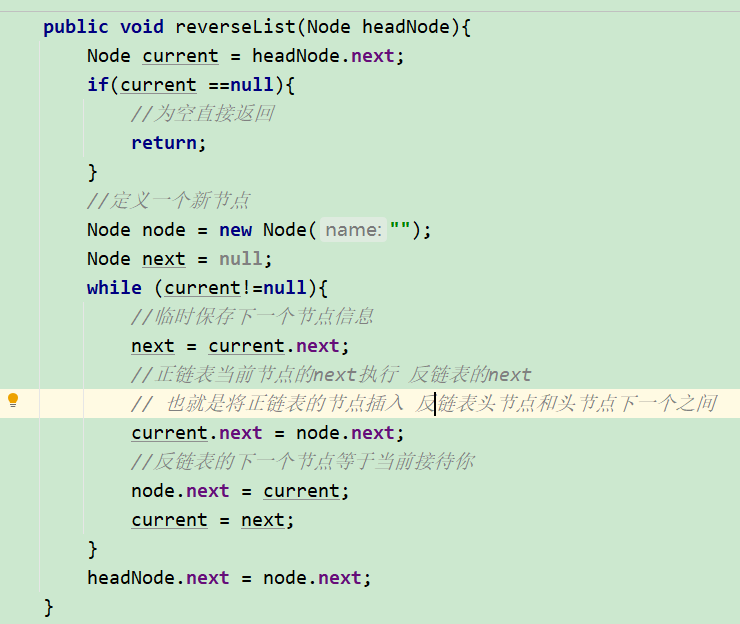 public void reverseList(Node headNode){
Node current = headNode.next;
if(current ==null){
//为空直接返回
return;
}
//定义一个新节点
Node node = new Node( name: "");
Node next = null;
while (current!=null){
//临时保存下一个节点信息
next = current.next;
//正链表当前节点的next执行 反链表的next
// 也就是将正链表的节点插入 反链表头节点和头节点下一个之间
current.next = node.next;
//反链表的下一个节点等于当前接待你
node.next = current;
current = next;
}
headNode.next = node.next;
}